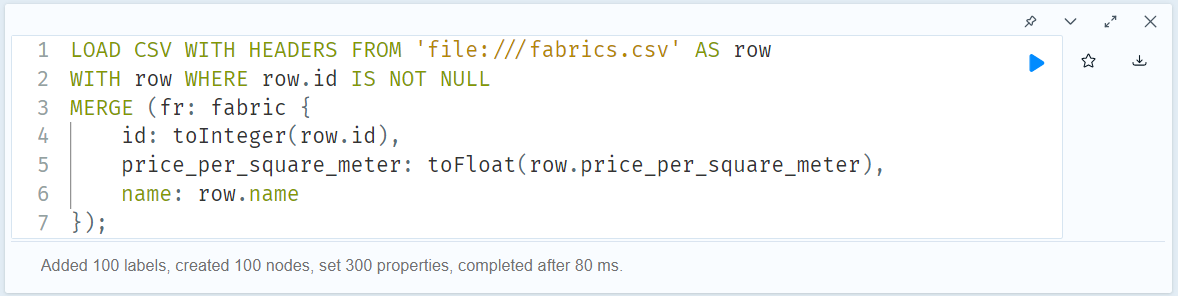 1 LOAD CSV WITH HEADERS FROM 'file:///fabrics.csv' AS row
2 WITH row WHERE row.id IS NOT NULL
3 MERGE (fr: fabric {
4 id: toInteger(row.id),
5 price_per_square_meter: toFloat(row.price_per_square_meter),
6 name: row.name
7 });
Added 100 labels, created 100 nodes, set 300 properties, completed after 80 ms.